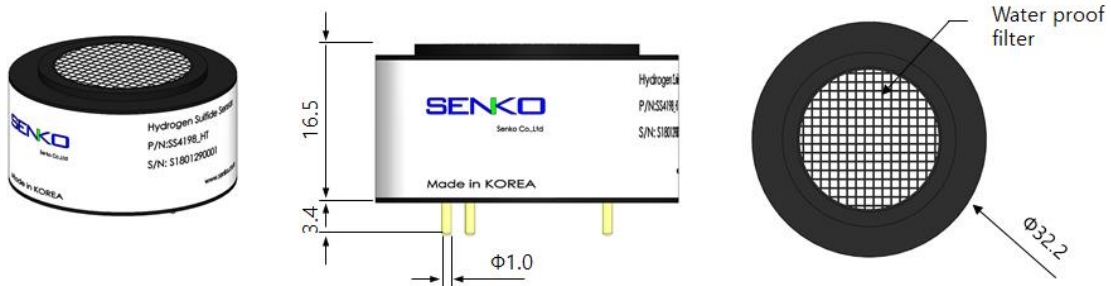 SENKO
Senko Co.,Ltd
Made in KOREA
Hydrogen Sulfide Sensor
P/N:SS4198_HT
S/N: S1801290001
16.5
3.4
SENKO
Senko Co.,Ltd
Made in KOREA
P/N:SS4198
S/N: S180129
Φ1.0
Water proof
filter
Φ32.2